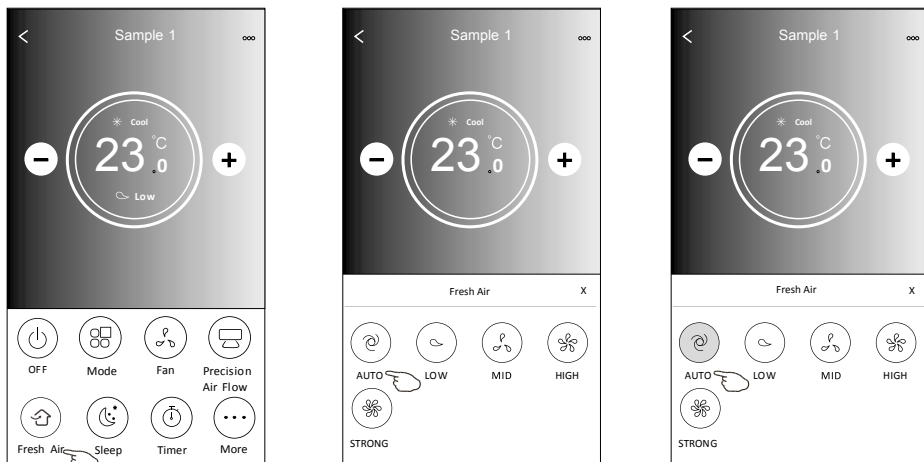 Sample 1
Cool
23.0 °C
Low
OFF
Mode
Fan
Precision
Air Flow
Fresh Air
Sleep
Timer
More
Sample 1
Cool
23.0 °C
Fresh Air
X
AUTO
LOW
MID
HIGH
STRONG
Sample 1
Cool
23.0 °C
Fresh Air
X
AUTO
LOW
MID
HIGH
STRONG